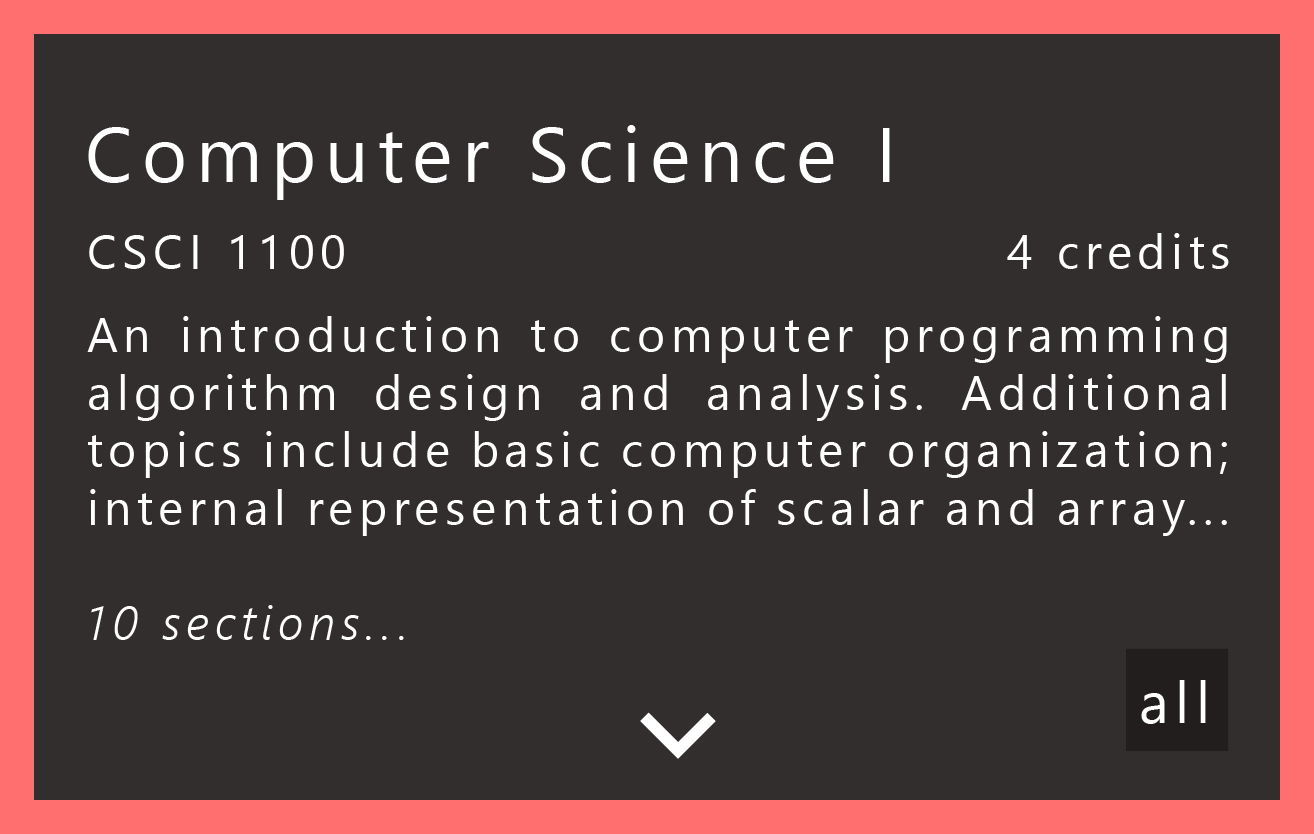 Computer Science I
CSCI 1100 4 credits
An introduction to computer programming
algorithm design and analysis. Additional
topics include basic computer organization;
internal representation of scalar and array...
10 sections...
all